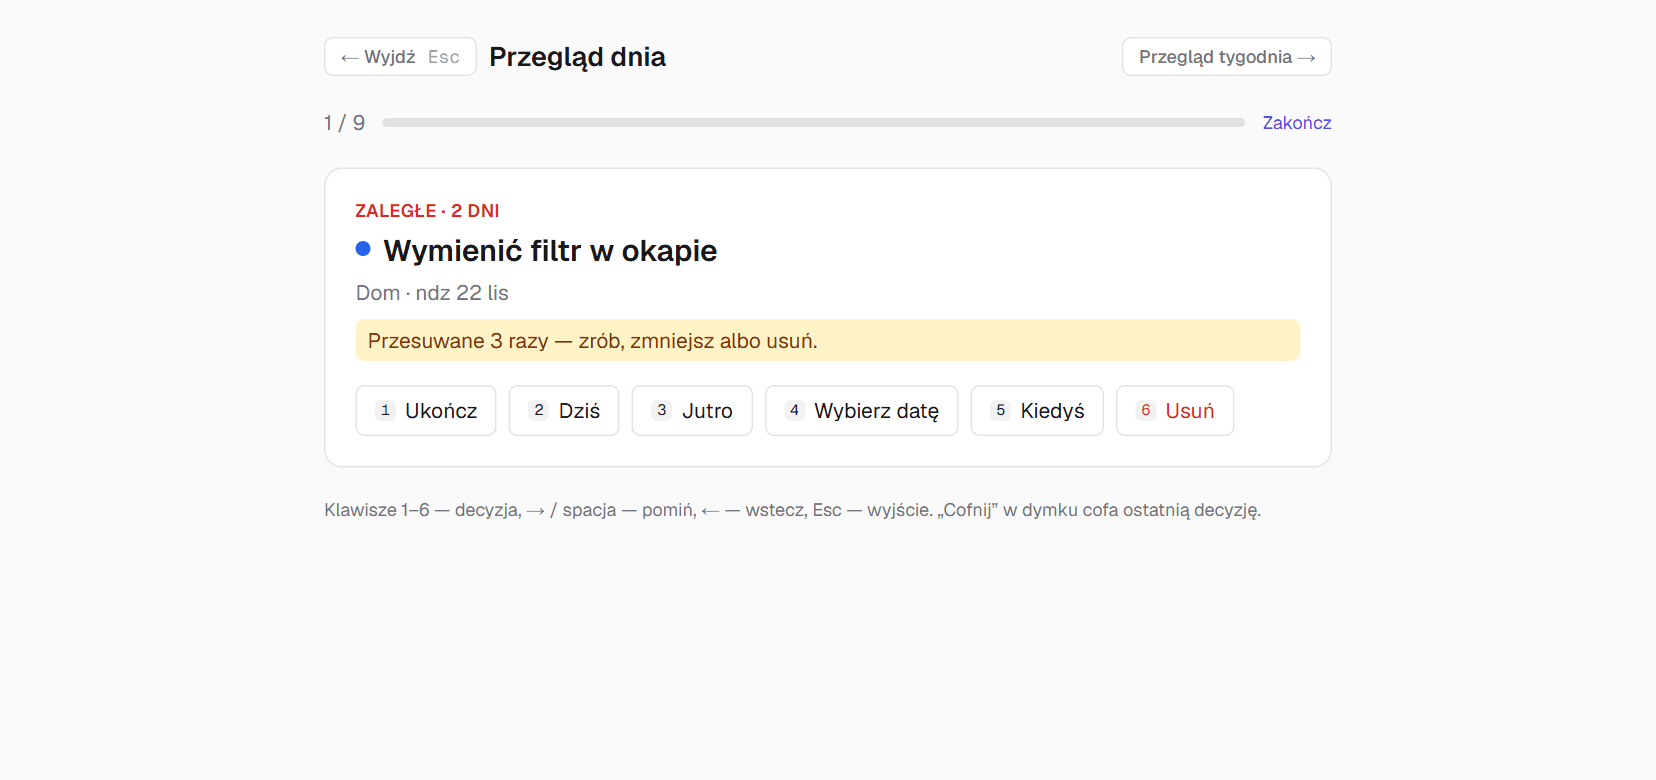 ← Wyjdź Esc Przegląd dnia Przegląd tygodnia →
1 / 9 Zakończ
ZALEGŁE · 2 DNI
Wymienić filtr w okapie
Dom · ndz 22 lis
Przesuwane 3 razy — zrób, zmniejsz albo usuń.
1 Ukończ 2 Dziś 3 Jutro 4 Wybierz datę 5 Kiedyś 6 Usuń
Klawisze 1–6 — decyzja, → / spacja — pomiń, ← — wstecz, Esc — wyjście. „Cofnij” w dymku cofa ostatnią decyzję.